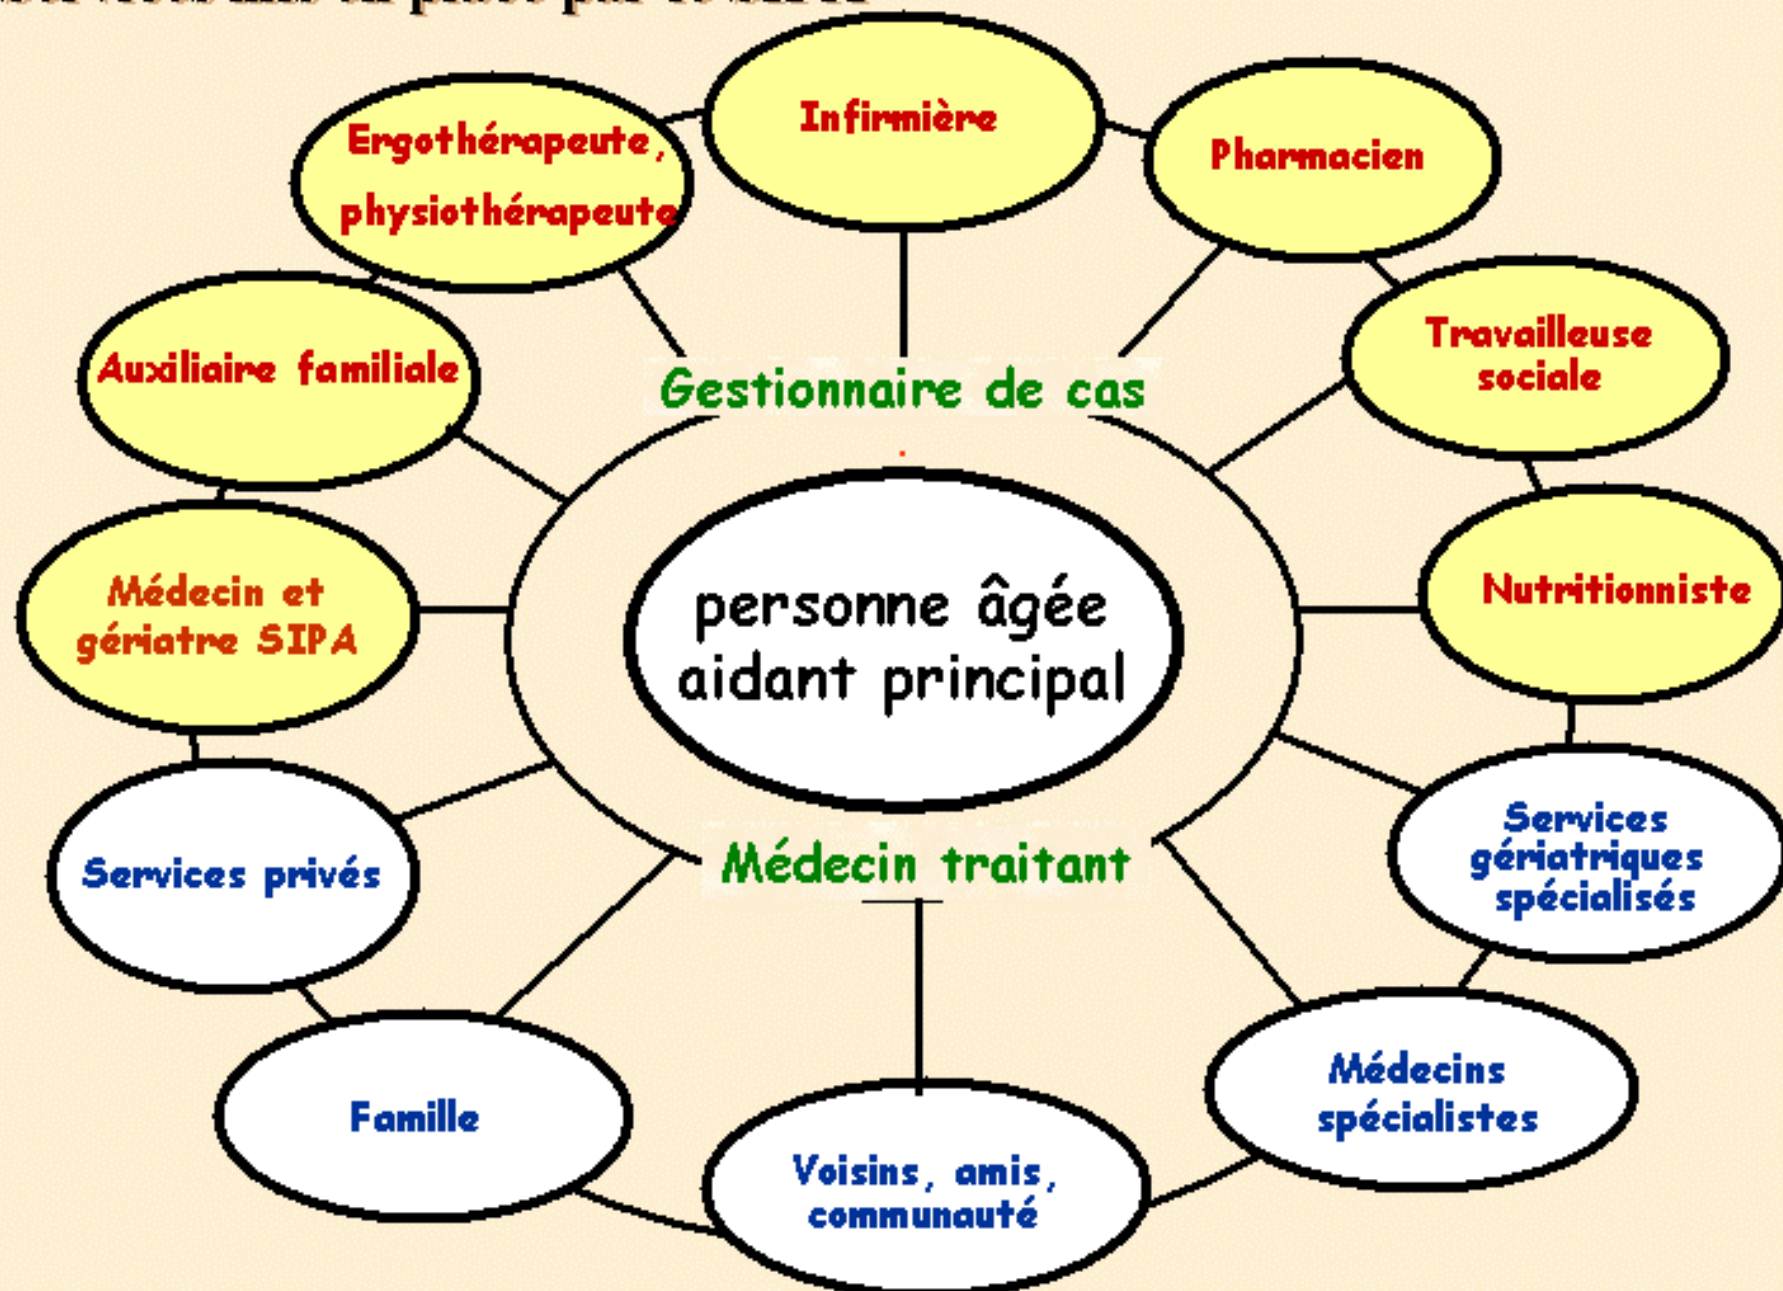 Infirmière
Ergothérapeute,
physiothérapeute
Pharmacien
Auxiliaire familiale
Gestionnaire de cas
Travailleuse
sociale
Médecin et
gériatre SIPA
personne âgée
aidant principal
Nutritionniste
Services privés
Médecin traitant
Services
gériatriques
spécialisés
Famille
Voisins, amis,
communauté
Médecins
spécialistes